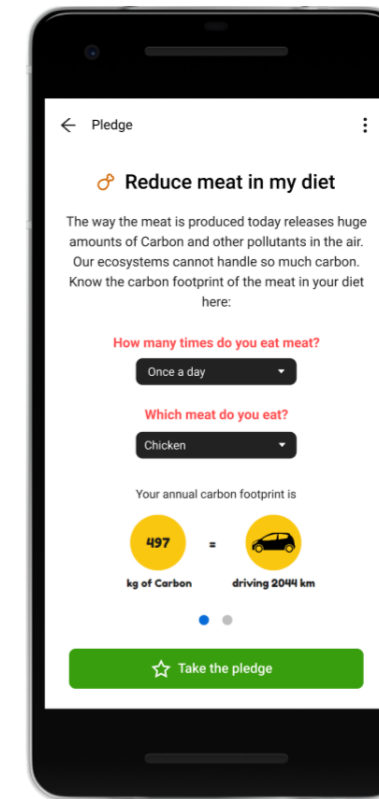 Pledge
Reduce meat in my diet
The way the meat is produced today releases huge
amounts of Carbon and other pollutants in the air.
Our ecosystems cannot handle so much carbon.
Know the carbon footprint of the meat in your diet
here:
How many times do you eat meat?
Once a day
Which meat do you eat?
Chicken
Your annual carbon footprint is
497 =
kg of Carbon driving 2044 km
Take the pledge